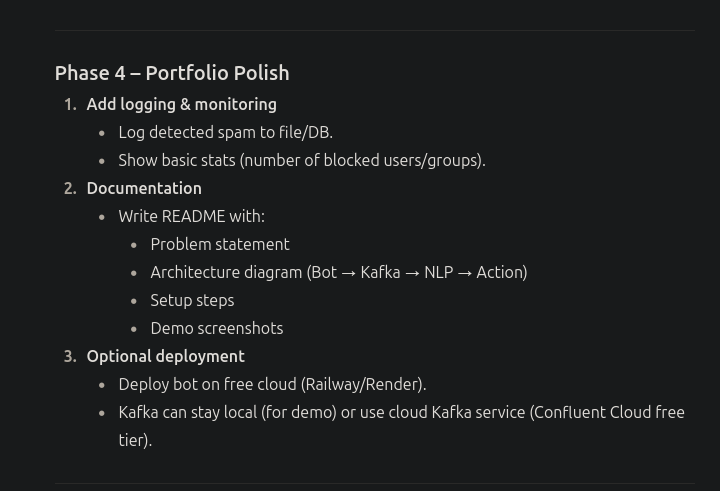 Phase 4 – Portfolio Polish
1. Add logging & monitoring
• Log detected spam to file/DB.
• Show basic stats (number of blocked users/groups).
2. Documentation
• Write README with:
• Problem statement
• Architecture diagram (Bot → Kafka → NLP → Action)
• Setup steps
• Demo screenshots
3. Optional deployment
• Deploy bot on free cloud (Railway/Render).
• Kafka can stay local (for demo) or use cloud Kafka service (Confluent Cloud free
tier).